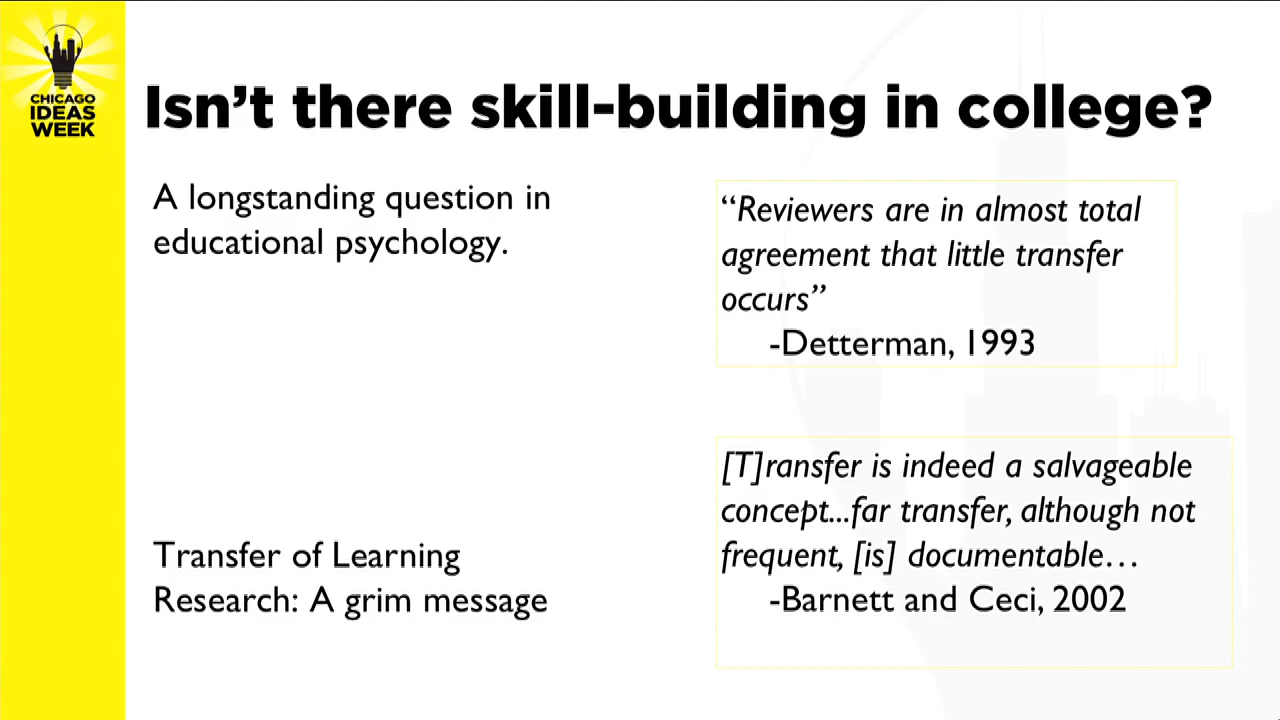 CHICAGO
IDEAS
WEEK
Isn't there skill-building in college?
A longstanding question in
educational psychology.
“Reviewers are in almost total
agreement that little transfer
occurs”
-Detterman, 1993
Transfer of Learning
Research: A grim message
[T]ransfer is indeed a salvageable
concept...far transfer, although not
frequent, [is] documentable…
-Barnett and Ceci, 2002